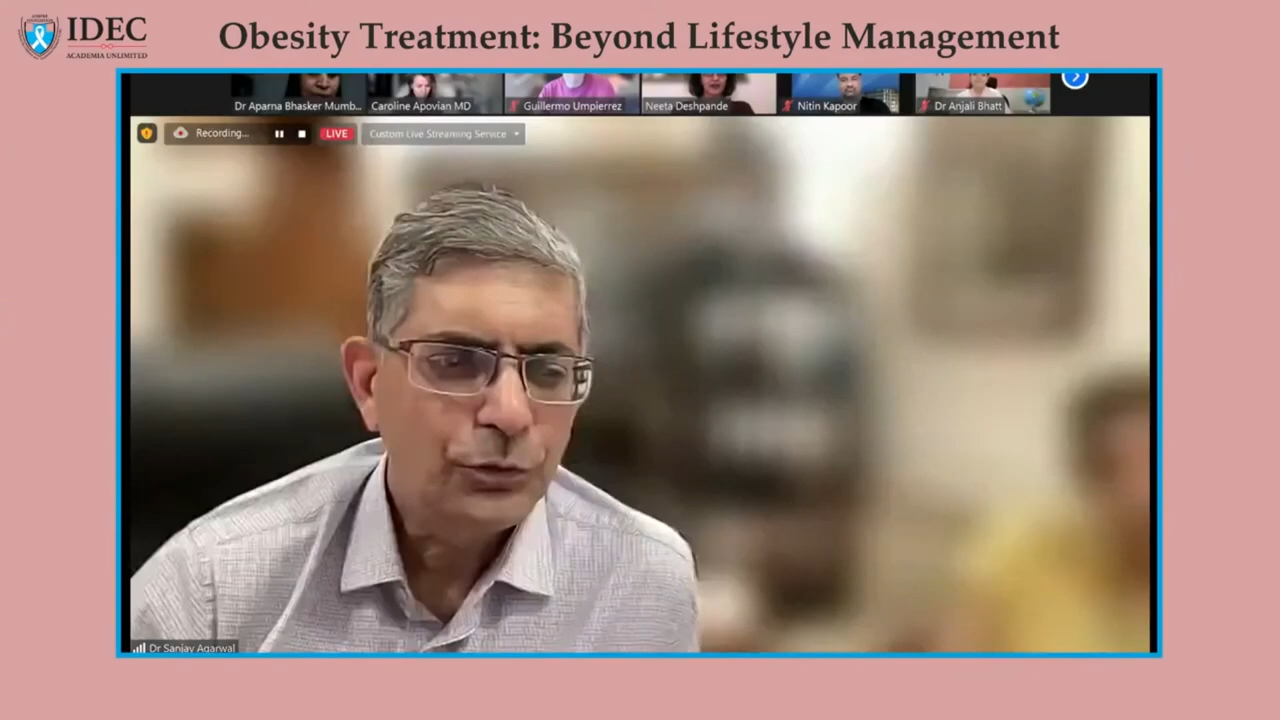 IDEC
ACADEMIA UNLIMITED
Obesity Treatment: Beyond Lifestyle Management
Dr Aparna Bhasker Mumb...
Caroline Apovian MD
Guillermo Umpierrez
Neeta Deshpande
Nitin Kapoor
Dr Anjali Bhatt
Recording...
LIVE
Custom Live Streaming Service
Dr Sanjay Agarwal